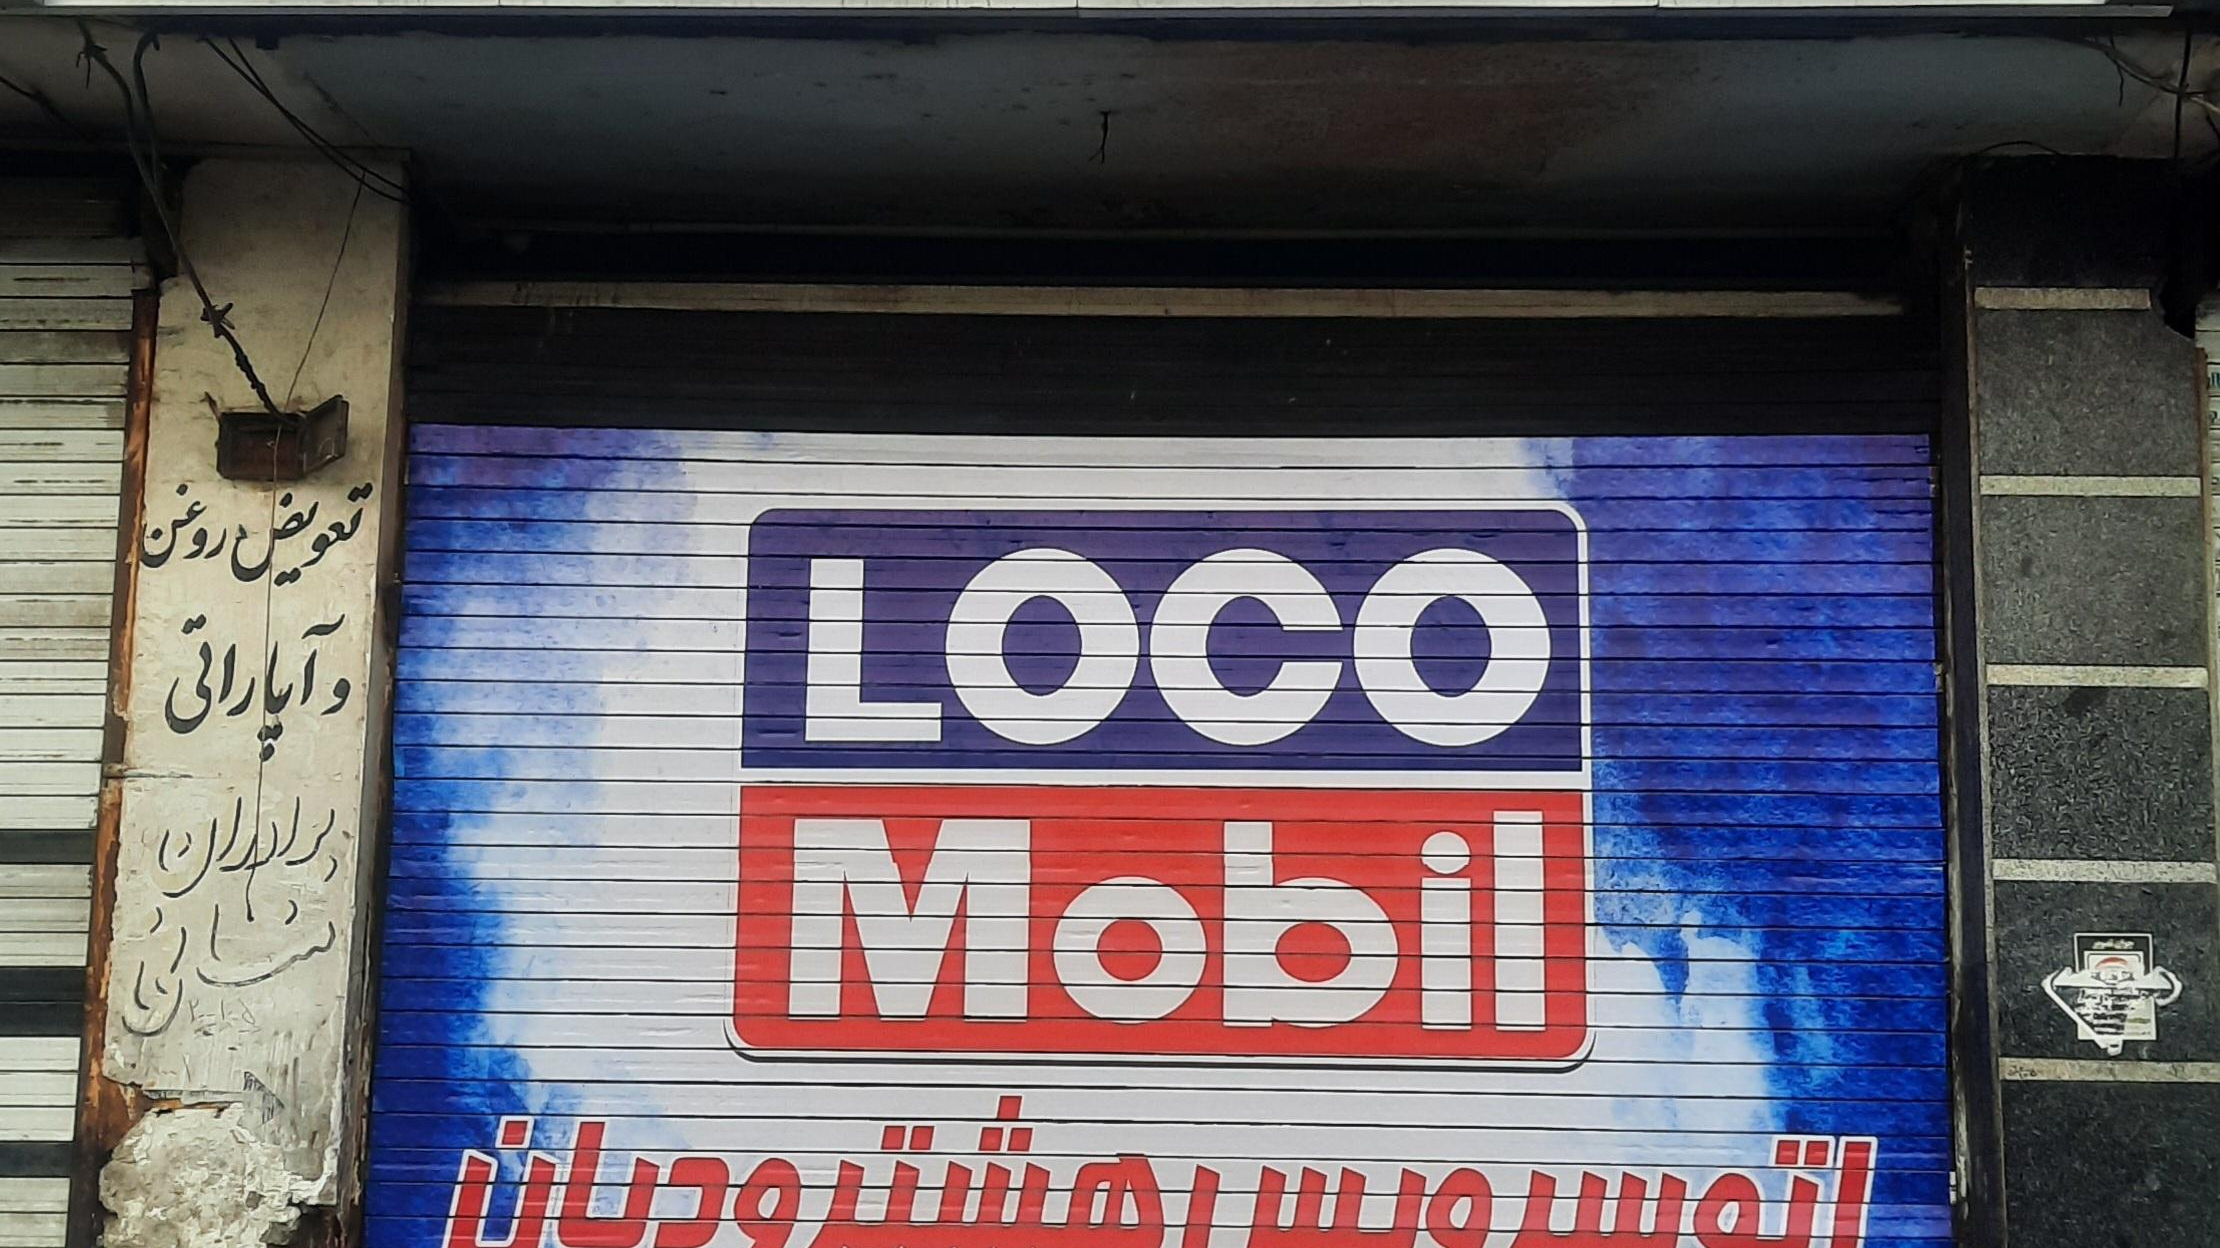 LOCO
Mobil
اتوسرویس هشترودیان
تعویض روغن
و آپاراتی
برادران